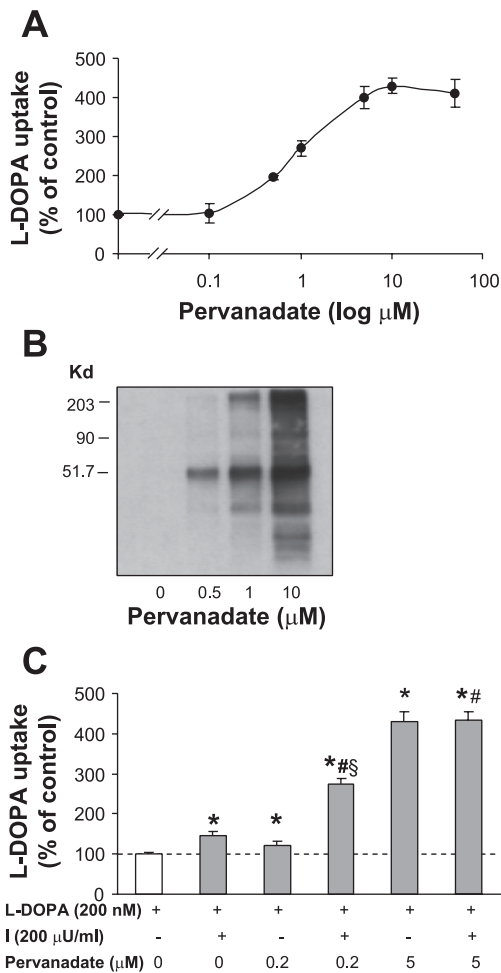 A
L-DOPA uptake
(% of control)
500
400
300
200
100
0
0.1 1 10 100
Pervanadate (log μM)
B
Kd
203
90
51.7
0 0.5 1 10
Pervanadate (μM)
C
L-DOPA uptake
(% of control)
500
400
300
200
100
0
* * *#§ * *#
L-DOPA (200 nM) + + + + + +
I (200 μU/ml) - + - + - +
Pervanadate (μM) 0 0 0.2 0.2 5 5